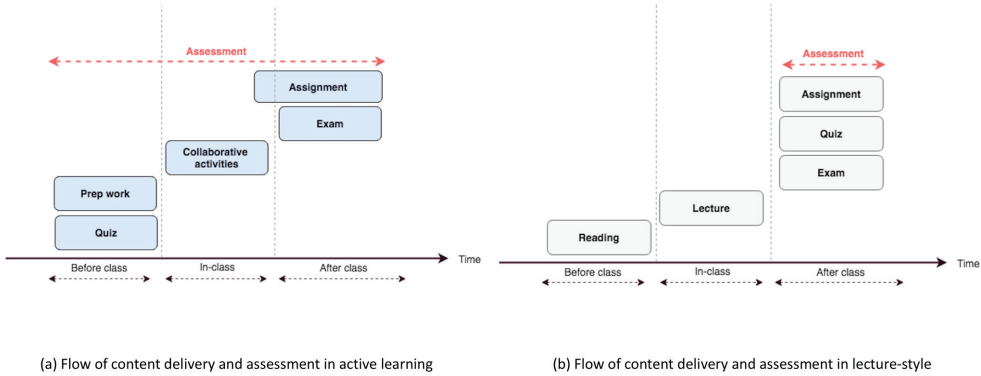 Assessment
Assignment
Exam
Collaborative
activities
Prep work
Quiz
Time
Before class
In-class
After class
(a) Flow of content delivery and assessment in active learning
Assessment
Assignment
Quiz
Exam
Lecture
Reading
Time
Before class
In-class
After class
(b) Flow of content delivery and assessment in lecture-style